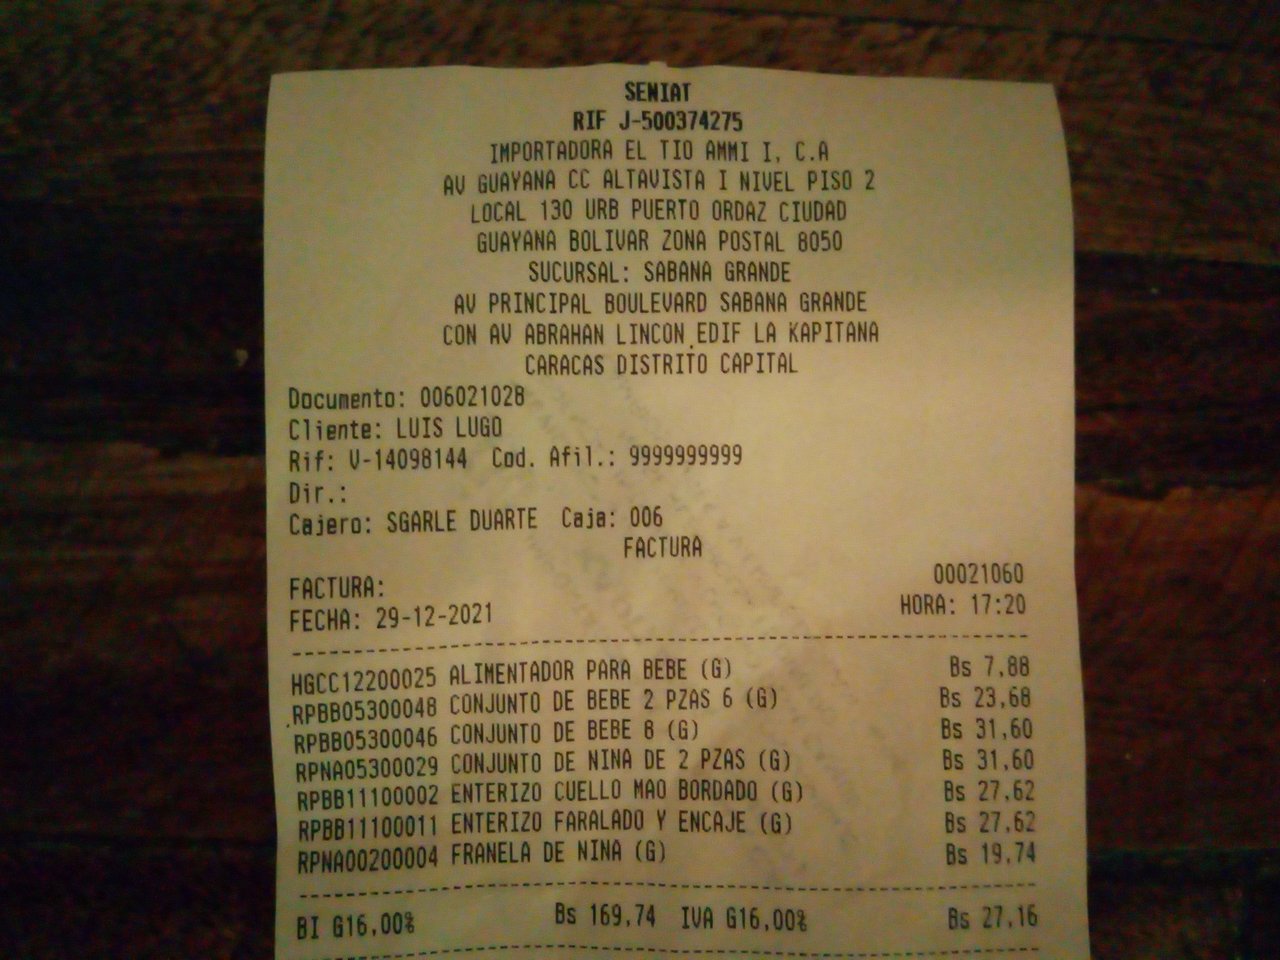 SENIAT
RIF J-500374275
IMPORTADORA EL TIO AMMI I, C.A
AV GUAYANA CC ALTAVISTA I NIVEL PISO 2
LOCAL 130 URB PUERTO ORDAZ CIUDAD
GUAYANA BOLIVAR ZONA POSTAL 8050
SUCURSAL: SABANA GRANDE
AV PRINCIPAL BOULEVARD SABANA GRANDE
CON AV ABRAHAN LINCON EDIF LA KAPITANA
CARACAS DISTRITO CAPITAL
Documento: 006021028
Cliente: LUIS LUGO
Rif: V-14098144 Cod. Afil.: 9999999999
Dir.:
Cajero: SGARLE DUARTE Caja: 006
FACTURA
FACTURA: 00021060
FECHA: 29-12-2021 HORA: 17:20
HGCC12200025 ALIMENTADOR PARA BEBE (G) Bs 7,88
RPBB05300048 CONJUNTO DE BEBE 2 PZAS 6 (G) Bs 23,68
RPBB05300046 CONJUNTO DE BEBE 8 (G) Bs 31,60
RPNA05300029 CONJUNTO DE NINA DE 2 PZAS (G) Bs 31,60
RPBB11100002 ENTERIZO CUELLO MAO BORDADO (G) Bs 27,62
RPBB11100011 ENTERIZO FARALADO Y ENCAJE (G) Bs 27,62
RPNA00200004 FRANELA DE NINA (G) Bs 19,74
BI G16,00% Bs 169,74 IVA G16,00% Bs 27,16